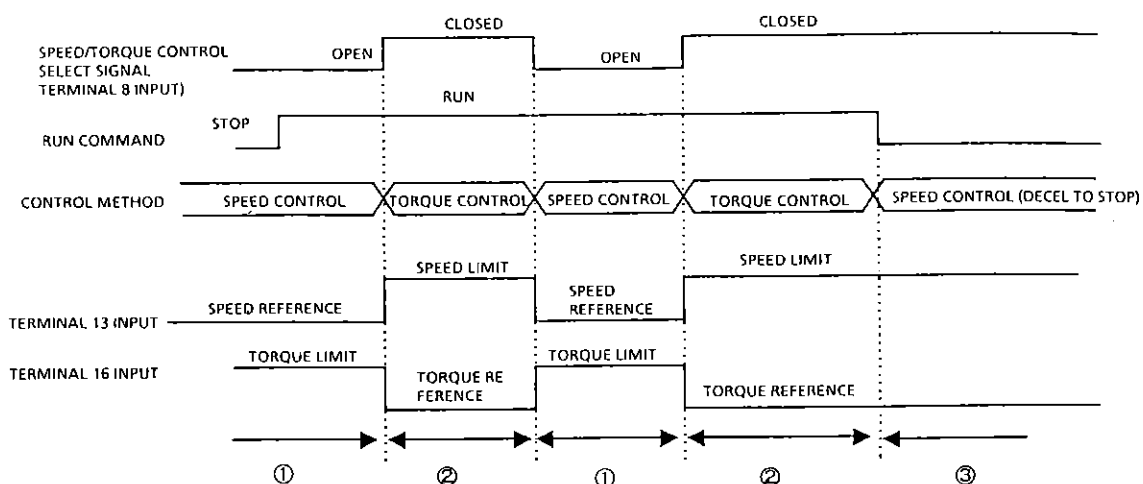 CLOSED
CLOSED
SPEED/TORQUE CONTROL
SELECT SIGNAL
TERMINAL 8 INPUT)
OPEN
OPEN
RUN
STOP
RUN COMMAND
CONTROL METHOD
SPEED CONTROL
TORQUE CONTROL
SPEED CONTROL
TORQUE CONTROL
SPEED CONTROL (DECEL TO STOP)
SPEED LIMIT
SPEED LIMIT
SPEED REFERENCE
SPEED
REFERENCE
TERMINAL 13 INPUT
TORQUE LIMIT
TORQUE LIMIT
TERMINAL 16 INPUT
TORQUE RE
FERENCE
TORQUE REFERENCE
① ② ① ② ③